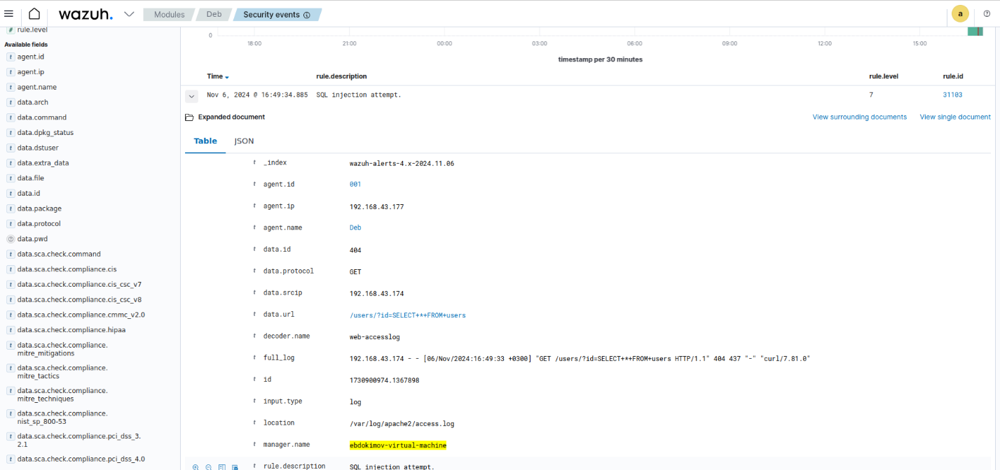 wazuh. Modules Deb Security events a
# rule.level
Available fields
t agent.id
t agent.ip
t agent.name
t data.arch
t data.command
t data.dpkg_status
t data.dstuser
t data.extra_data
t data.file
t data.id
t data.package
t data.protocol
? data.pwd
t data.sca.check.command
t data.sca.check.compliance.cis
t data.sca.check.compliance.cis_csc_v7
t data.sca.check.compliance.cis_csc_v8
t data.sca.check.compliance.cmmc_v2.0
t data.sca.check.compliance.hipaa
t data.sca.check.compliance.
mitre_mitigations
t data.sca.check.compliance.
mitre_tactics
t data.sca.check.compliance.
mitre_techniques
t data.sca.check.compliance.
nist_sp_800-53
t data.sca.check.compliance.pci_dss_3.
2.1
t data.sca.check.compliance.pci_dss_4.0
0
18:00 21:00 00:00 03:00 06:00 09:00 12:00 15:00
timestamp per 30 minutes
Time rule.description rule.level rule.id
Nov 6, 2024 @ 16:49:34.885 SQL injection attempt. 7 31103
Expanded document View surrounding documents View single document
Table JSON
t _index wazuh-alerts-4.x-2024.11.06
t agent.id 001
t agent.ip 192.168.43.177
t agent.name Deb
t data.id 404
t data.protocol GET
t data.srcip 192.168.43.174
t data.url /users/?id=SELECT+*+FROM+users
t decoder.name web-accesslog
t full_log 192.168.43.174 - - [06/Nov/2024:16:49:33 +0300] "GET /users/?id=SELECT+*+FROM+users HTTP/1.1" 404 437 "-" "curl/7.81.0"
t id 1730900974.1367898
t input.type log
t location /var/log/apache2/access.log
t manager.name ebdokimov-virtual-machine
t rule.description SQL injection attempt.